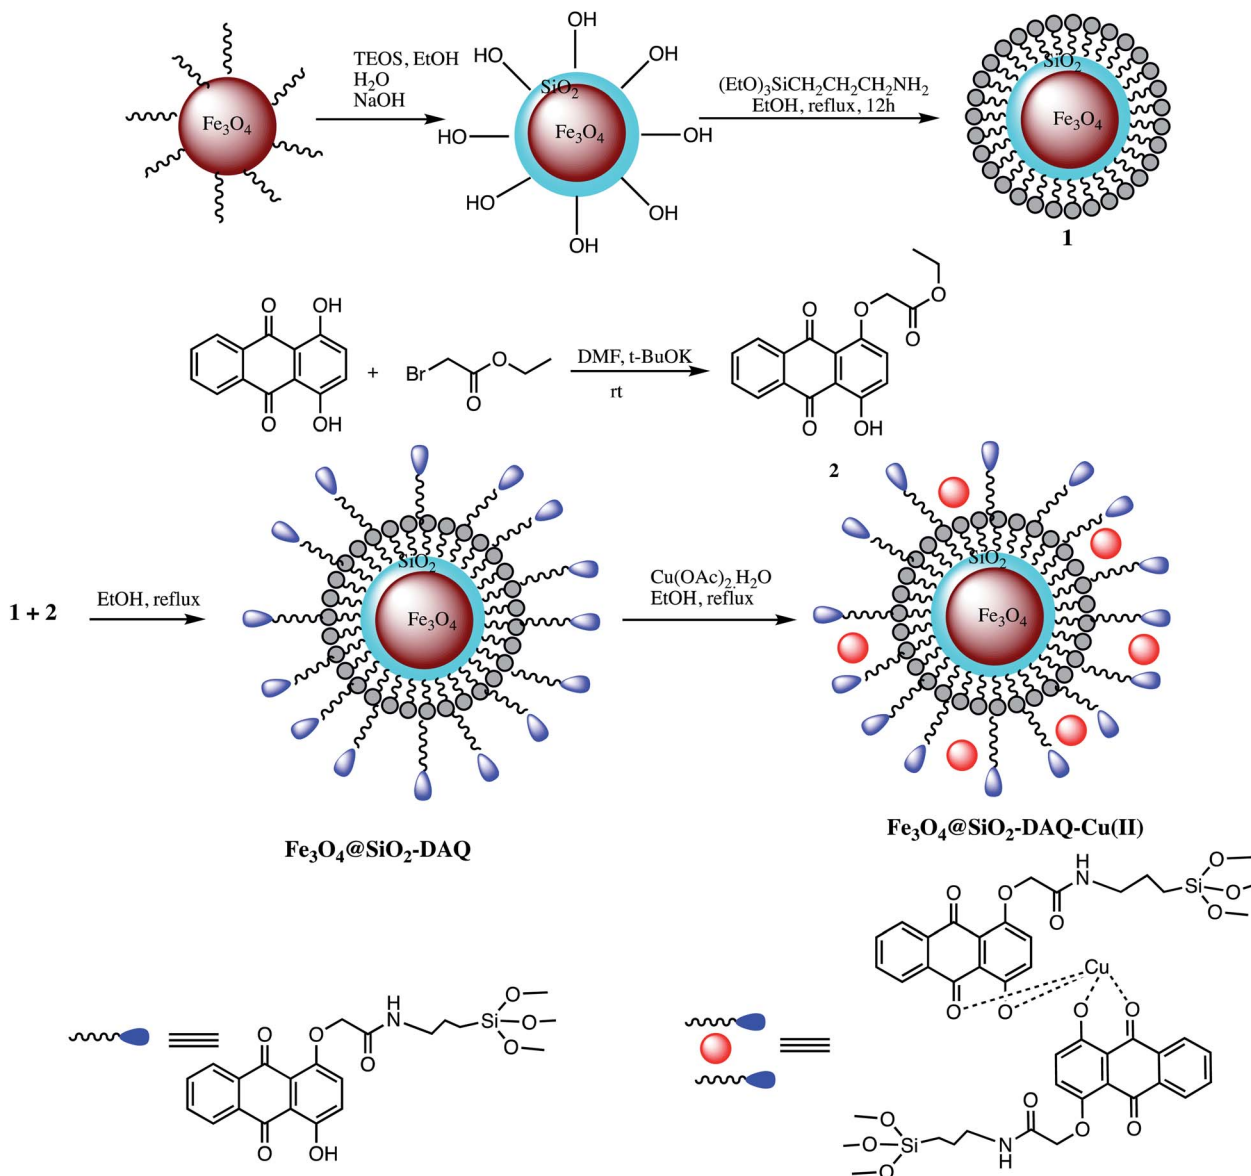 TEOS, EtOH
H₂O
NaOH
Fe₃O₄
OH
HO
OH
SiO₂
Fe₃O₄
HO
OH
HO
OH
OH
(EtO)₃SiCH₂CH₂CH₂NH₂
EtOH, reflux, 12h
SiO₂
Fe₃O₄
1
O
OH
O
OH
+
Br
O
O
DMF, t-BuOK
rt
O
O
O
O
O
OH
2
1 + 2
EtOH, reflux
SiO₂
Fe₃O₄
Fe₃O₄@SiO₂-DAQ
Cu(OAc)₂.H₂O
EtOH, reflux
SiO₂
Fe₃O₄
Fe₃O₄@SiO₂-DAQ-Cu(II)
O
O
O
OH
O
H
N
Si
O
O
O
O
O
O
O
O
H
N
Si
O
O
O
Cu
O
O
O
O
O
N
H
Si
O
O
O